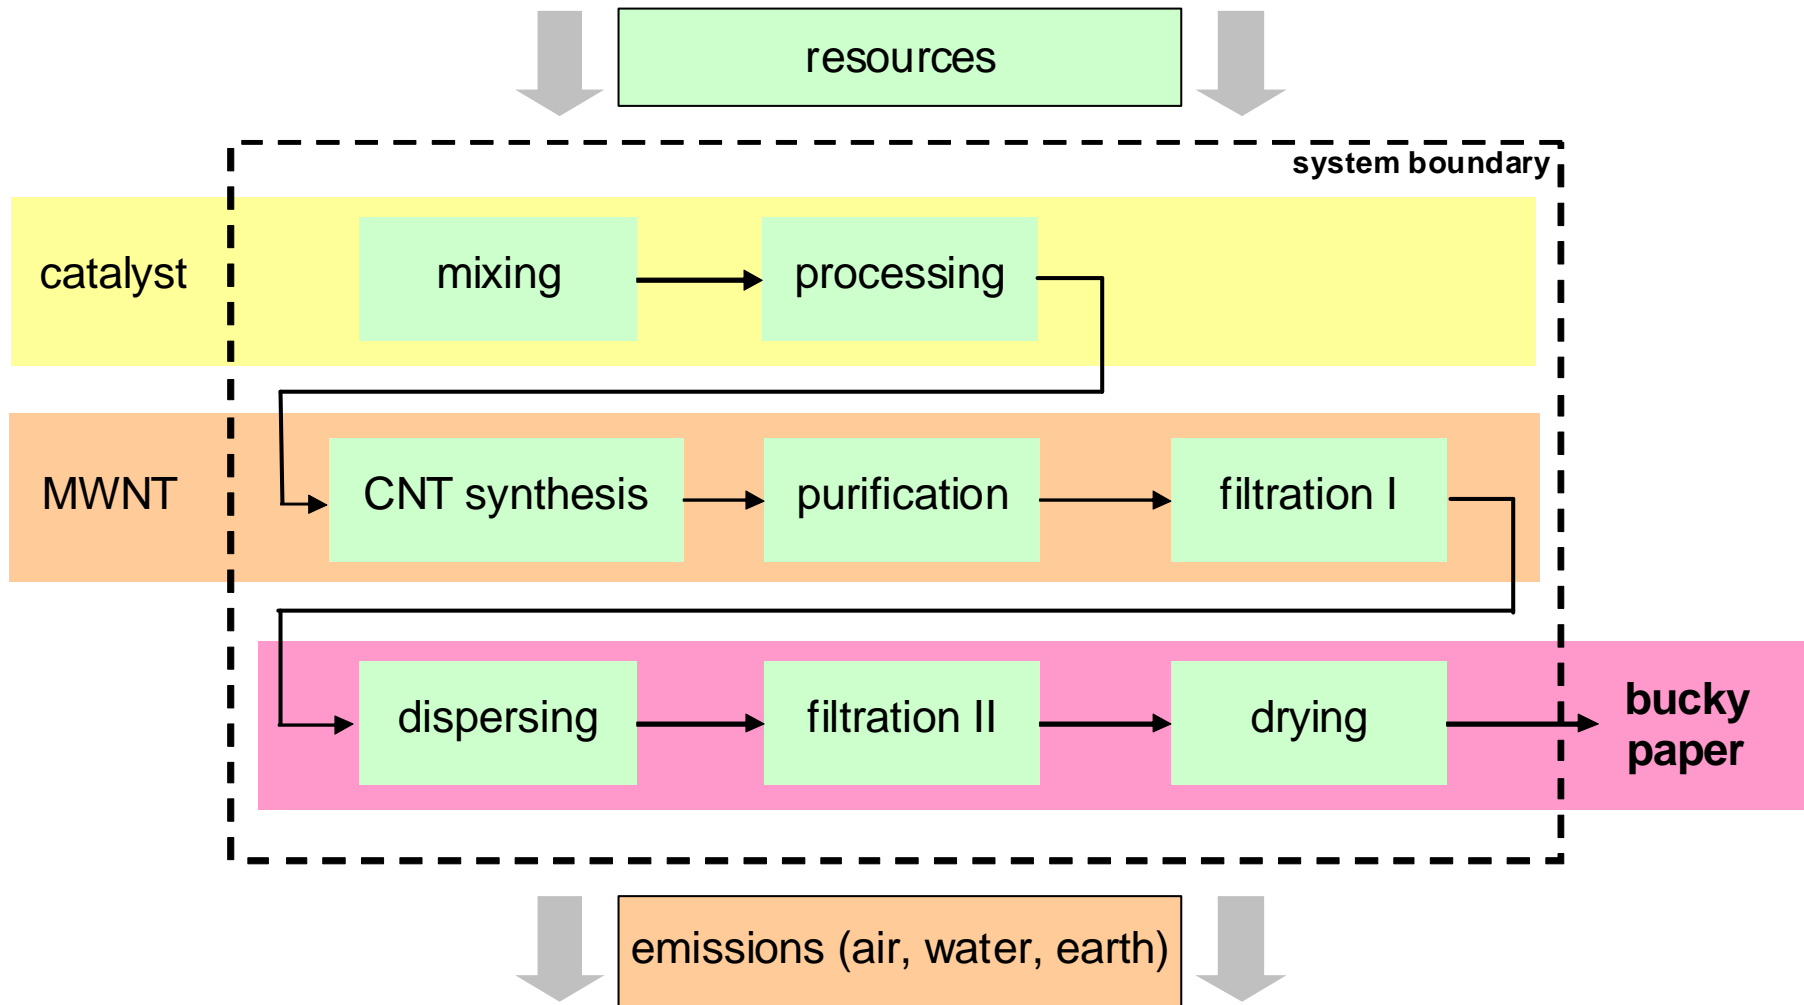 resources
system boundary
catalyst
mixing
processing
MWNT
CNT synthesis
purification
filtration I
dispersing
filtration II
drying
bucky
paper
emissions (air, water, earth)